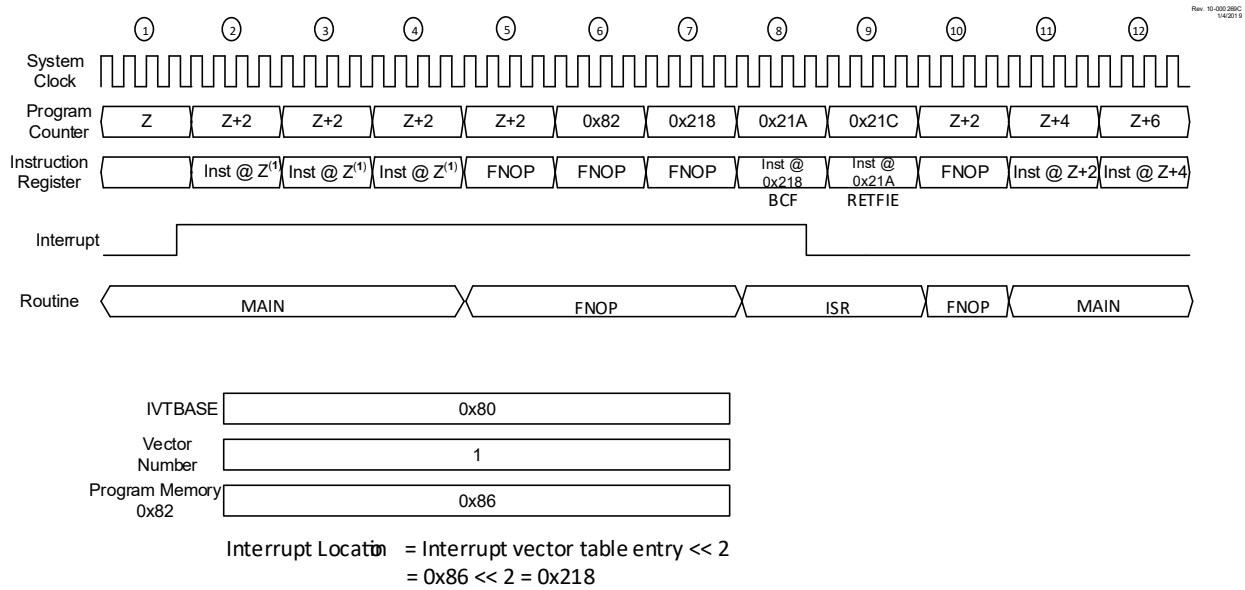 Rev. 10-000 269C
1/4/201 9
1 2 3 4 5 6 7 8 9 10 11 12
System
Clock
Program
Counter
Z Z+2 Z+2 Z+2 Z+2 0x82 0x218 0x21A 0x21C Z+2 Z+4 Z+6
Instruction
Register
Inst @ Z(1) Inst @ Z(1) Inst @ Z(1) FNOP FNOP FNOP Inst @ 0x218 Inst @ 0x21A FNOP Inst @ Z+2 Inst @ Z+4
BCF RETFIE
Interrupt
Routine MAIN FNOP ISR FNOP MAIN
IVTBASE 0x80
Vector
Number
1
Program Memory
0x82
0x86
Interrupt Location = Interrupt vector table entry << 2
= 0x86 << 2 = 0x218